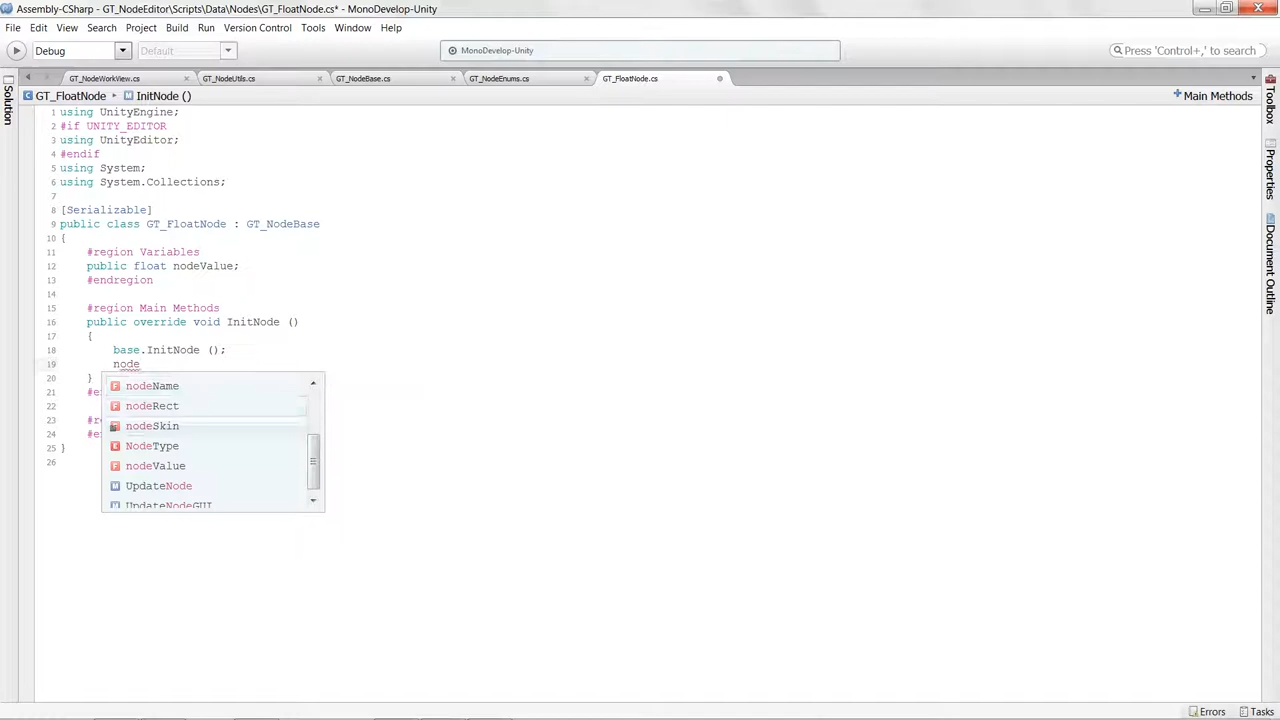 Assembly-CSharp - GT_NodeEditor\Scripts\Data\Nodes\GT_FloatNode.cs* - MonoDevelop-Unity
File Edit View Search Project Build Run Version Control Tools Window Help
Debug Default MonoDevelop-Unity Press 'Control+,' to search
GT_NodeWorkView.cs GT_NodeUtils.cs GT_NodeBase.cs GT_NodeEnums.cs GT_FloatNode.cs
GT_FloatNode InitNode () Main Methods
Solution
Toolbox
Properties
Document Outline
1 using UnityEngine;
2 #if UNITY_EDITOR
3 using UnityEditor;
4 #endif
5 using System;
6 using System.Collections;
7
8 [Serializable]
9 public class GT_FloatNode : GT_NodeBase
10 {
11 #region Variables
12 public float nodeValue;
13 #endregion
14
15 #region Main Methods
16 public override void InitNode ()
17 {
18 base.InitNode ();
19 node
20 }
21 #e
22
23 #r
24 #e
25 }
26
nodeName
nodeRect
nodeSkin
NodeType
nodeValue
UpdateNode
UpdateNodeGUI
Errors Tasks